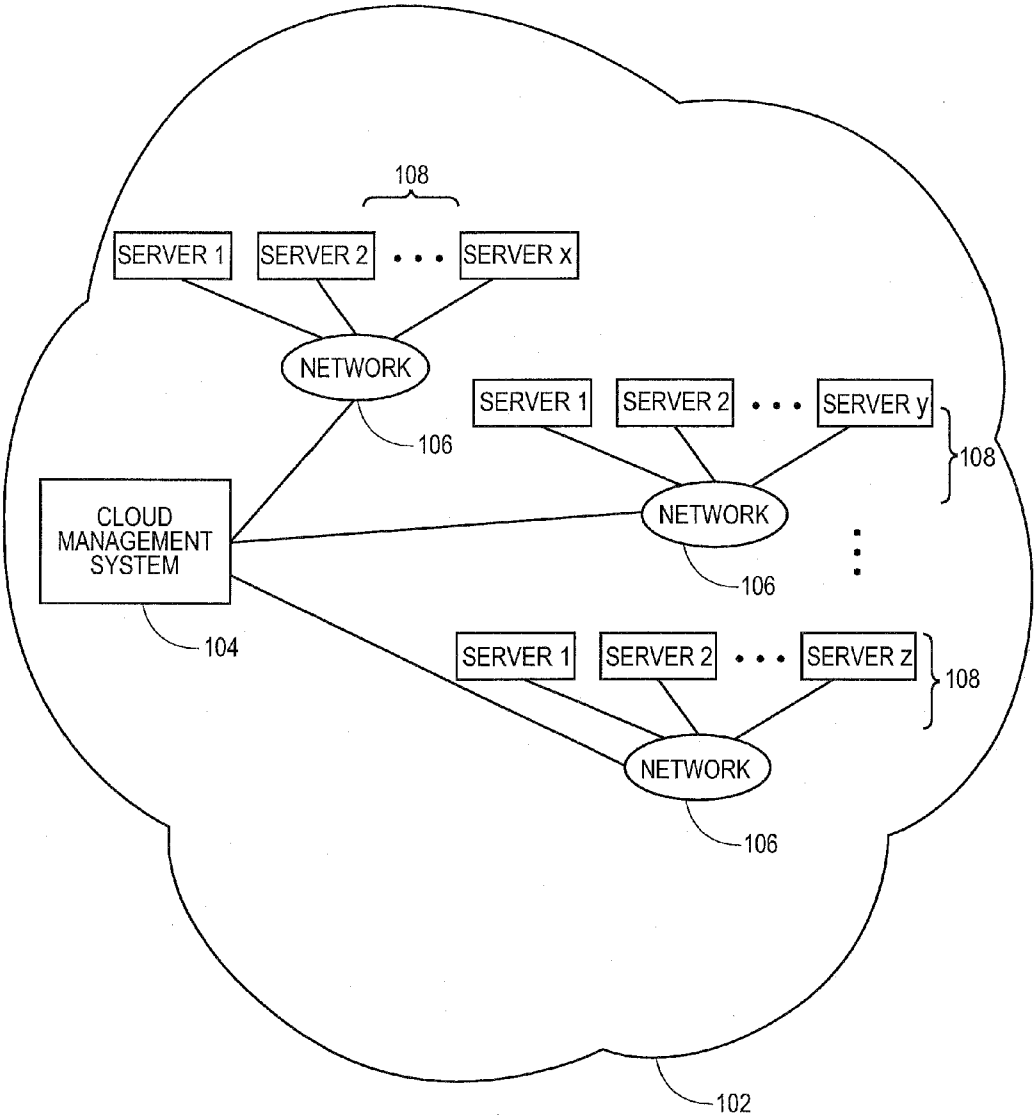 108
SERVER 1
SERVER 2
SERVER x
NETWORK
106
SERVER 1
SERVER 2
SERVER y
108
NETWORK
106
CLOUD
MANAGEMENT
SYSTEM
104
SERVER 1
SERVER 2
SERVER z
108
NETWORK
106
102